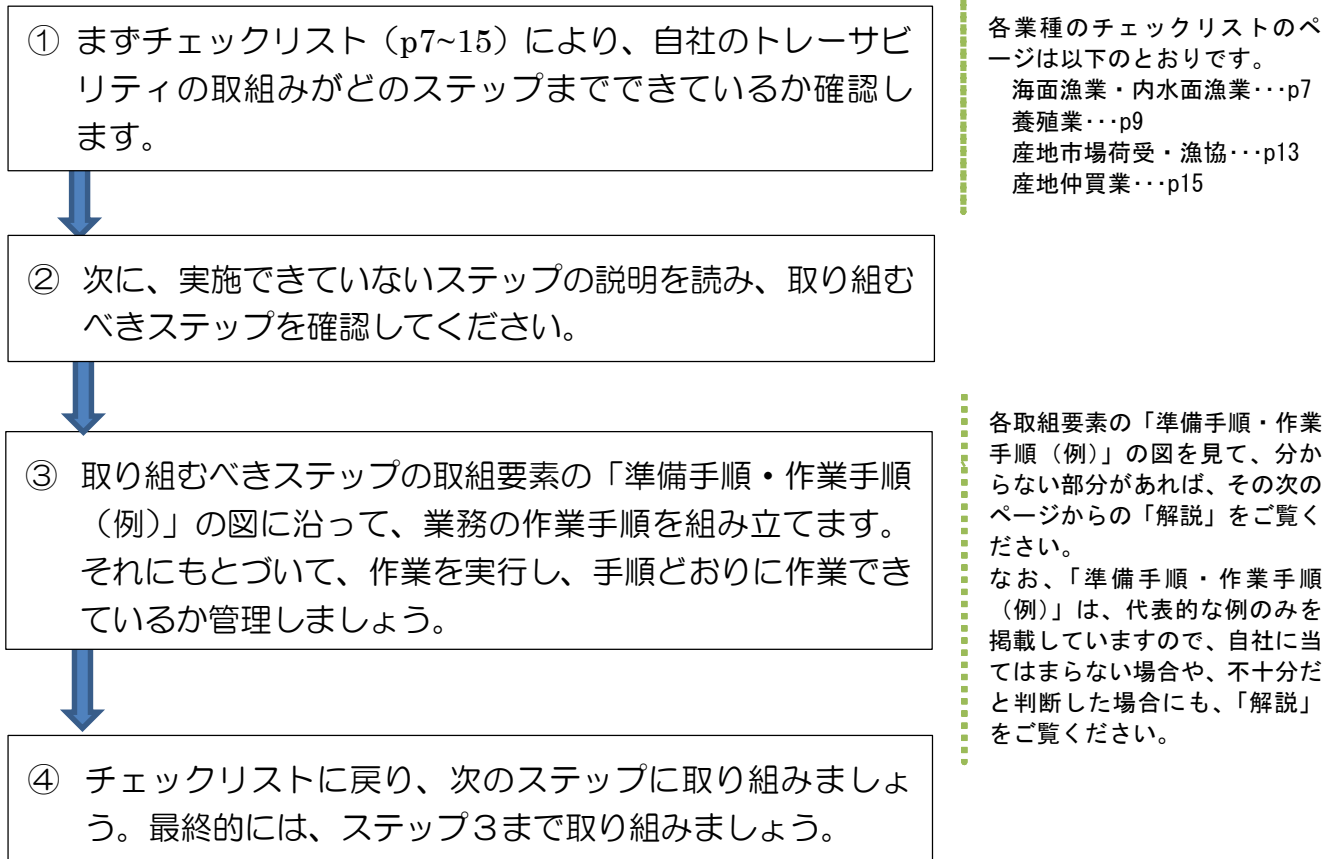 ① まずチェックリスト（p7~15）により、自社のトレーサビ
リティの取組みがどのステップまでできているか確認し
ます。
各業種のチェックリストのペ
ージは以下のとおりです。
海面漁業・内水面漁業･･･p7
養殖業･･･p9
産地市場荷受・漁協･･･p13
産地仲買業･･･p15
② 次に、実施できていないステップの説明を読み、取り組む
べきステップを確認してください。
③ 取り組むべきステップの取組要素の「準備手順・作業手順
（例）」の図に沿って、業務の作業手順を組み立てます。
それにもとづいて、作業を実行し、手順どおりに作業でき
ているか管理しましょう。
各取組要素の「準備手順・作業
手順（例）」の図を見て、分か
らない部分があれば、その次の
ページからの「解説」をご覧く
ださい。
なお、「準備手順・作業手順
（例）」は、代表的な例のみを
掲載していますので、自社に当
てはまらない場合や、不十分だ
と判断した場合にも、「解説」
をご覧ください。
④ チェックリストに戻り、次のステップに取り組みましょ
う。最終的には、ステップ３まで取り組みましょう。